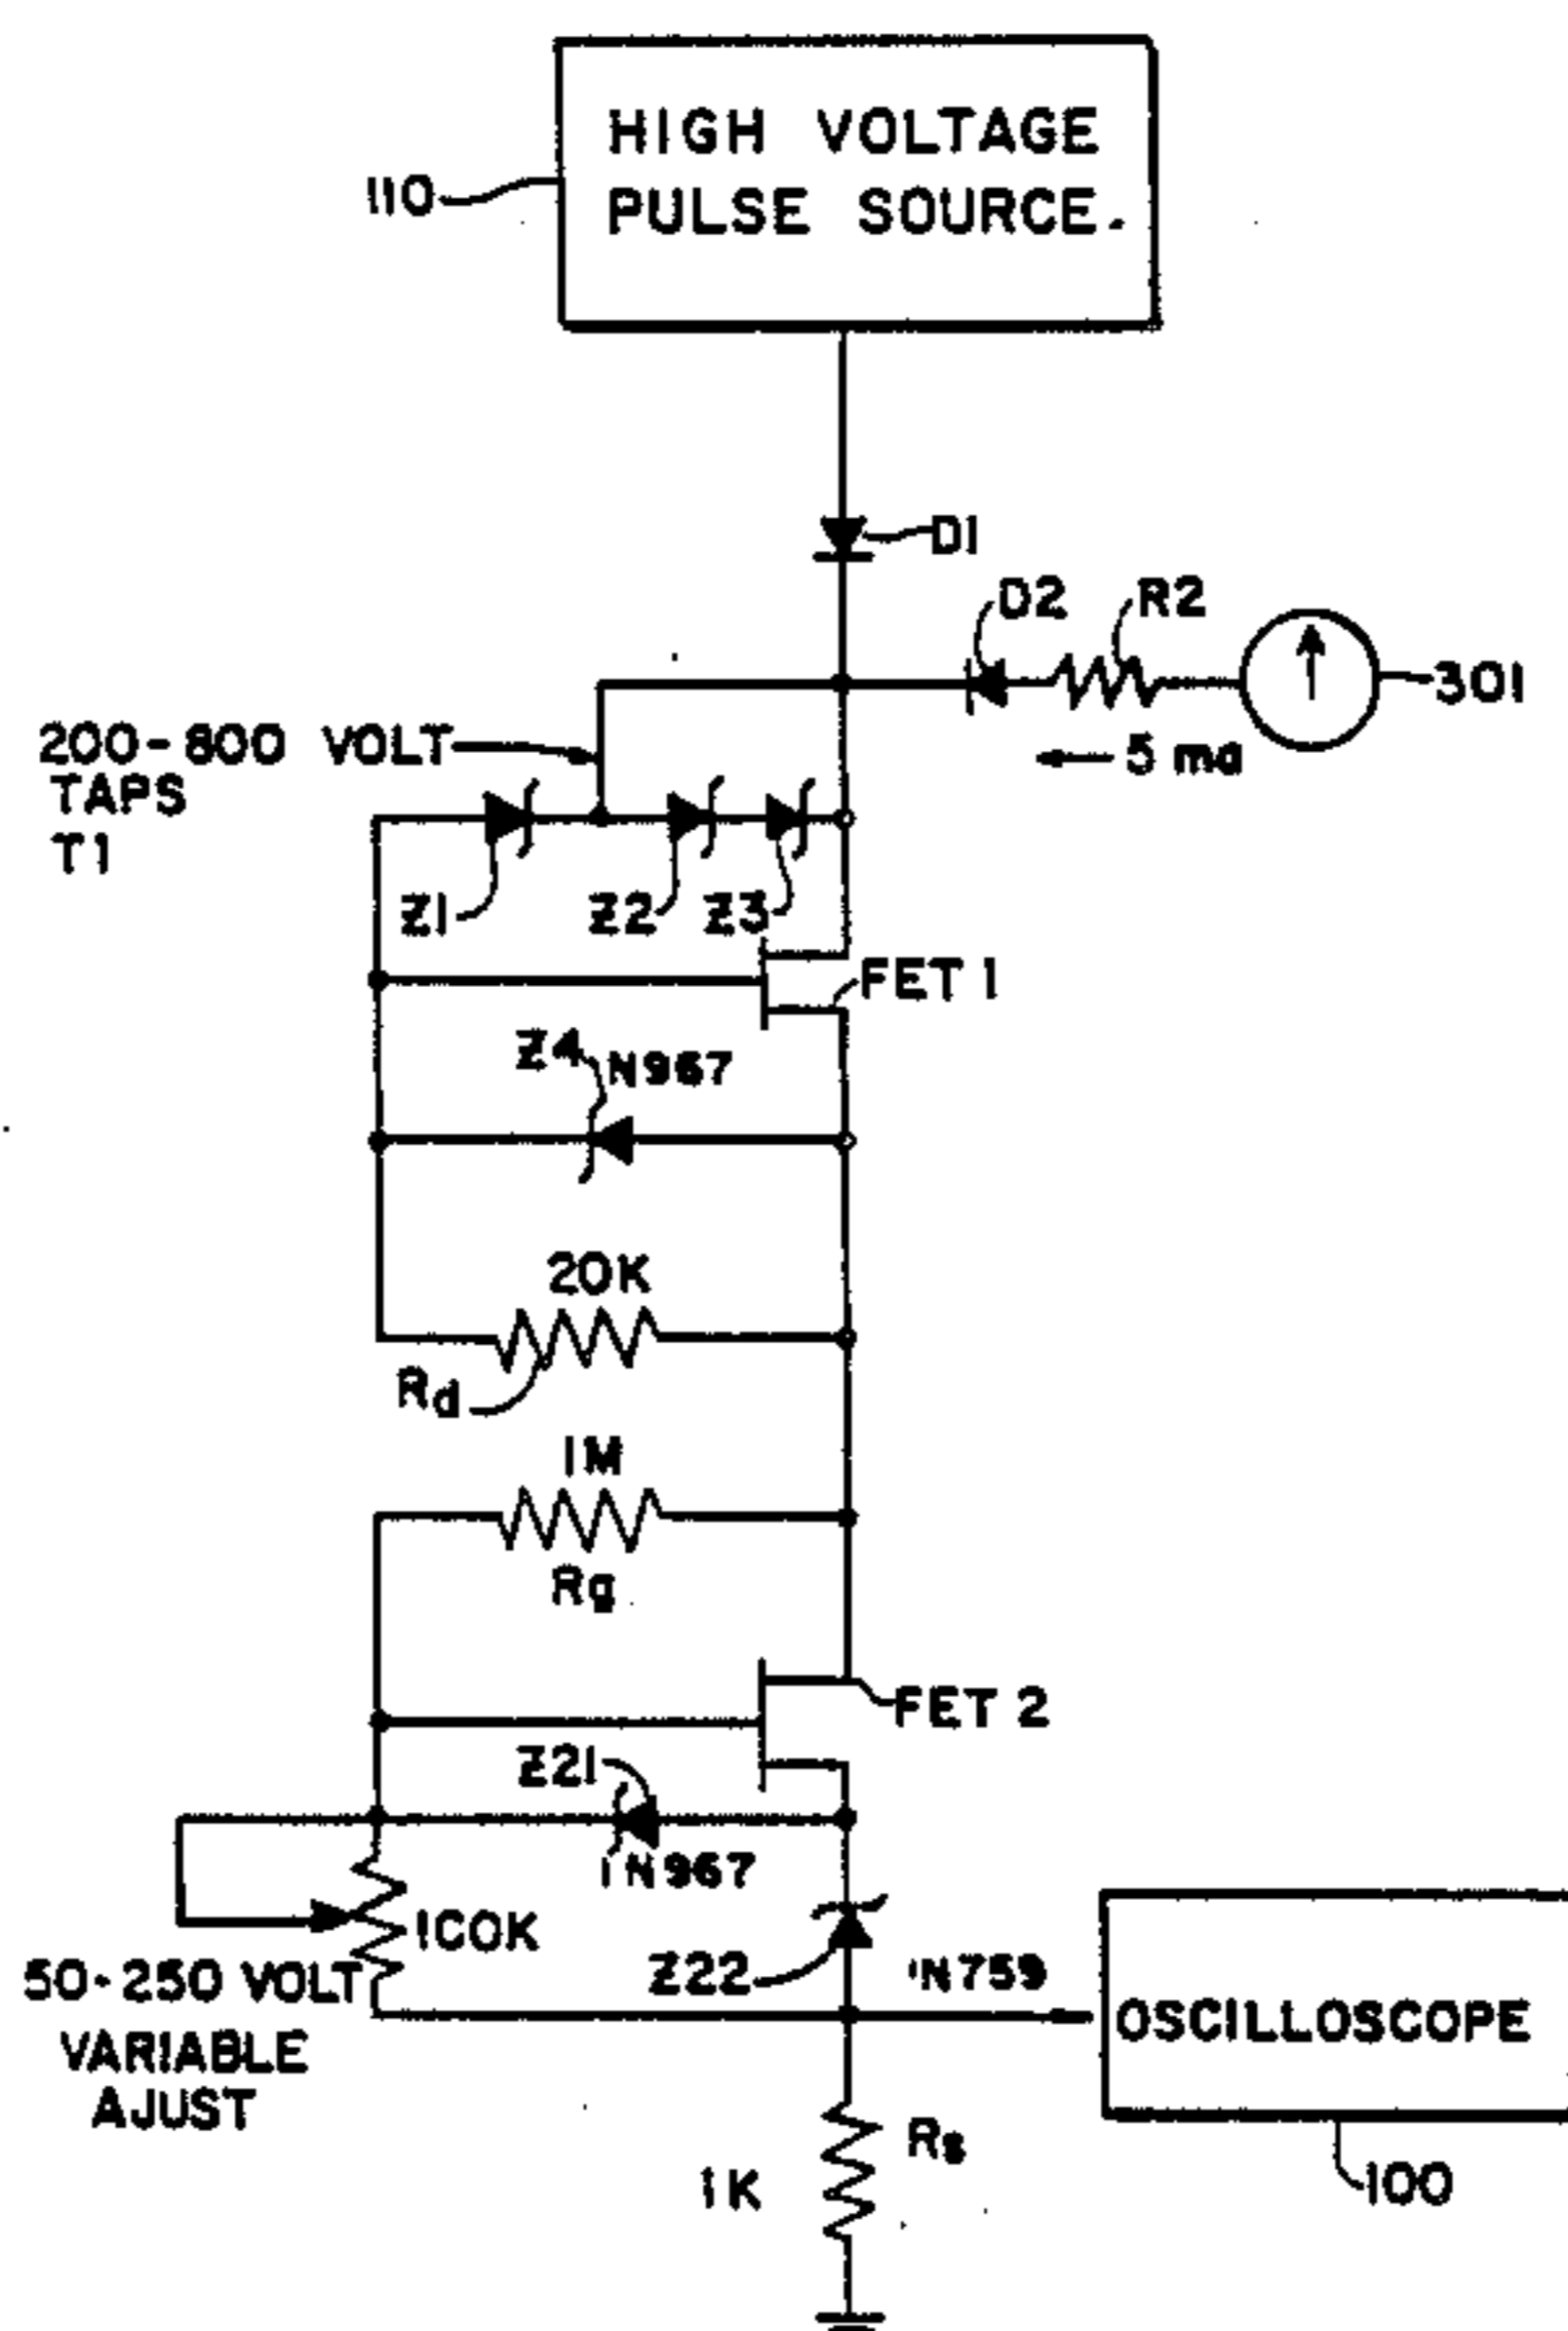 HIGH VOLTAGE
PULSE SOURCE.
110
D1
D2
R2
301
5 ma
200-800 VOLT
TAPS
T1
Z1
Z2
Z3
FET 1
Z4
N967
20K
Rd
1M
Rg
FET 2
Z21
1N967
100K
50-250 VOLT
VARIABLE
AJUST
Z22
1N759
OSCILLOSCOPE
Rs
1K
100